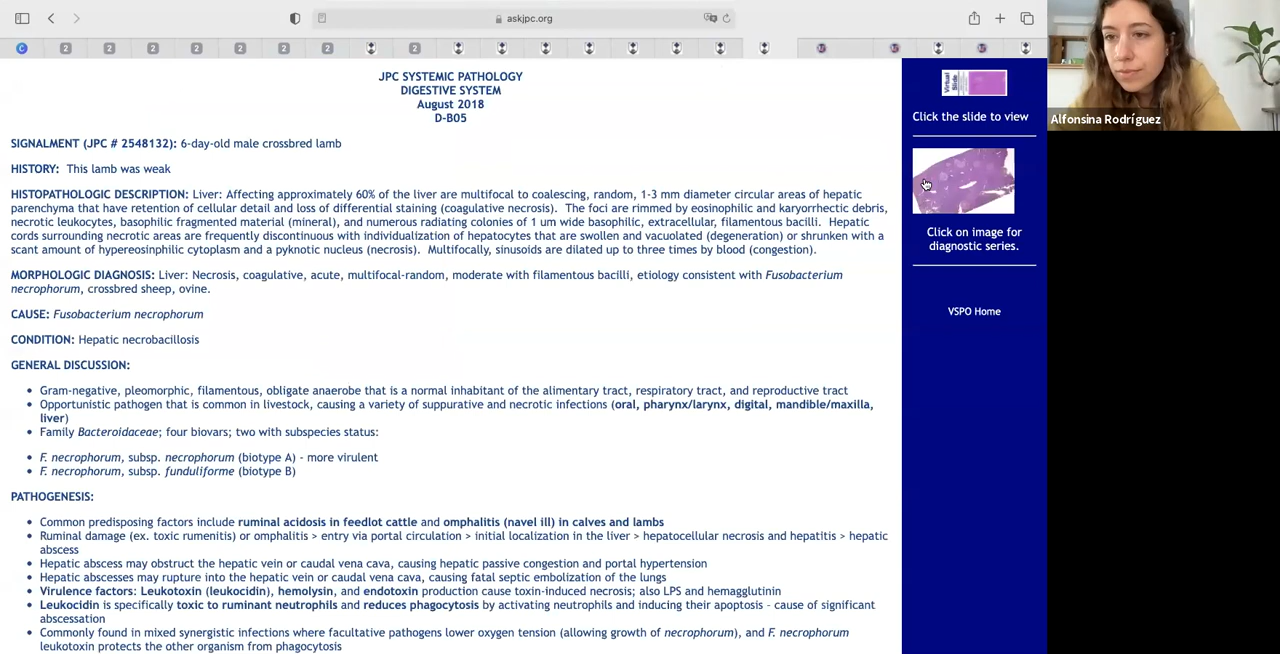 askjpc.org
C
2
2
2
2
2
2
2
2
JPC SYSTEMIC PATHOLOGY
DIGESTIVE SYSTEM
August 2018
D-B05
SIGNALMENT (JPC # 2548132): 6-day-old male crossbred lamb
HISTORY: This lamb was weak
HISTOPATHOLOGIC DESCRIPTION: Liver: Affecting approximately 60% of the liver are multifocal to coalescing, random, 1-3 mm diameter circular areas of hepatic
parenchyma that have retention of cellular detail and loss of differential staining (coagulative necrosis). The foci are rimmed by eosinophilic and karyorrhectic debris,
necrotic leukocytes, basophilic fragmented material (mineral), and numerous radiating colonies of 1 um wide basophilic, extracellular, filamentous bacilli. Hepatic
cords surrounding necrotic areas are frequently discontinuous with individualization of hepatocytes that are swollen and vacuolated (degeneration) or shrunken with a
scant amount of hypereosinphilic cytoplasm and a pyknotic nucleus (necrosis). Multifocally, sinusoids are dilated up to three times by blood (congestion).
MORPHOLOGIC DIAGNOSIS: Liver: Necrosis, coagulative, acute, multifocal-random, moderate with filamentous bacilli, etiology consistent with Fusobacterium
necrophorum, crossbred sheep, ovine.
CAUSE: Fusobacterium necrophorum
CONDITION: Hepatic necrobacillosis
GENERAL DISCUSSION:
• Gram-negative, pleomorphic, filamentous, obligate anaerobe that is a normal inhabitant of the alimentary tract, respiratory tract, and reproductive tract
• Opportunistic pathogen that is common in livestock, causing a variety of suppurative and necrotic infections (oral, pharynx/larynx, digital, mandible/maxilla,
liver)
• Family Bacteroidaceae; four biovars; two with subspecies status:
• F. necrophorum, subsp. necrophorum (biotype A) - more virulent
• F. necrophorum, subsp. funduliforme (biotype B)
PATHOGENESIS:
• Common predisposing factors include ruminal acidosis in feedlot cattle and omphalitis (navel ill) in calves and lambs
• Ruminal damage (ex. toxic rumenitis) or omphalitis > entry via portal circulation > initial localization in the liver > hepatocellular necrosis and hepatitis > hepatic
abscess
• Hepatic abscess may obstruct the hepatic vein or caudal vena cava, causing hepatic passive congestion and portal hypertension
• Hepatic abscesses may rupture into the hepatic vein or caudal vena cava, causing fatal septic embolization of the lungs
• Virulence factors: Leukotoxin (leukocidin), hemolysin, and endotoxin production cause toxin-induced necrosis; also LPS and hemagglutinin
• Leukocidin is specifically toxic to ruminant neutrophils and reduces phagocytosis by activating neutrophils and inducing their apoptosis - cause of significant
abscessation
• Commonly found in mixed synergistic infections where facultative pathogens lower oxygen tension (allowing growth of necrophorum), and F. necrophorum
leukotoxin protects the other organism from phagocytosis
Virtual
Slide
Click the slide to view
Click on image for
diagnostic series.
VSPO Home
Alfonsina Rodríguez